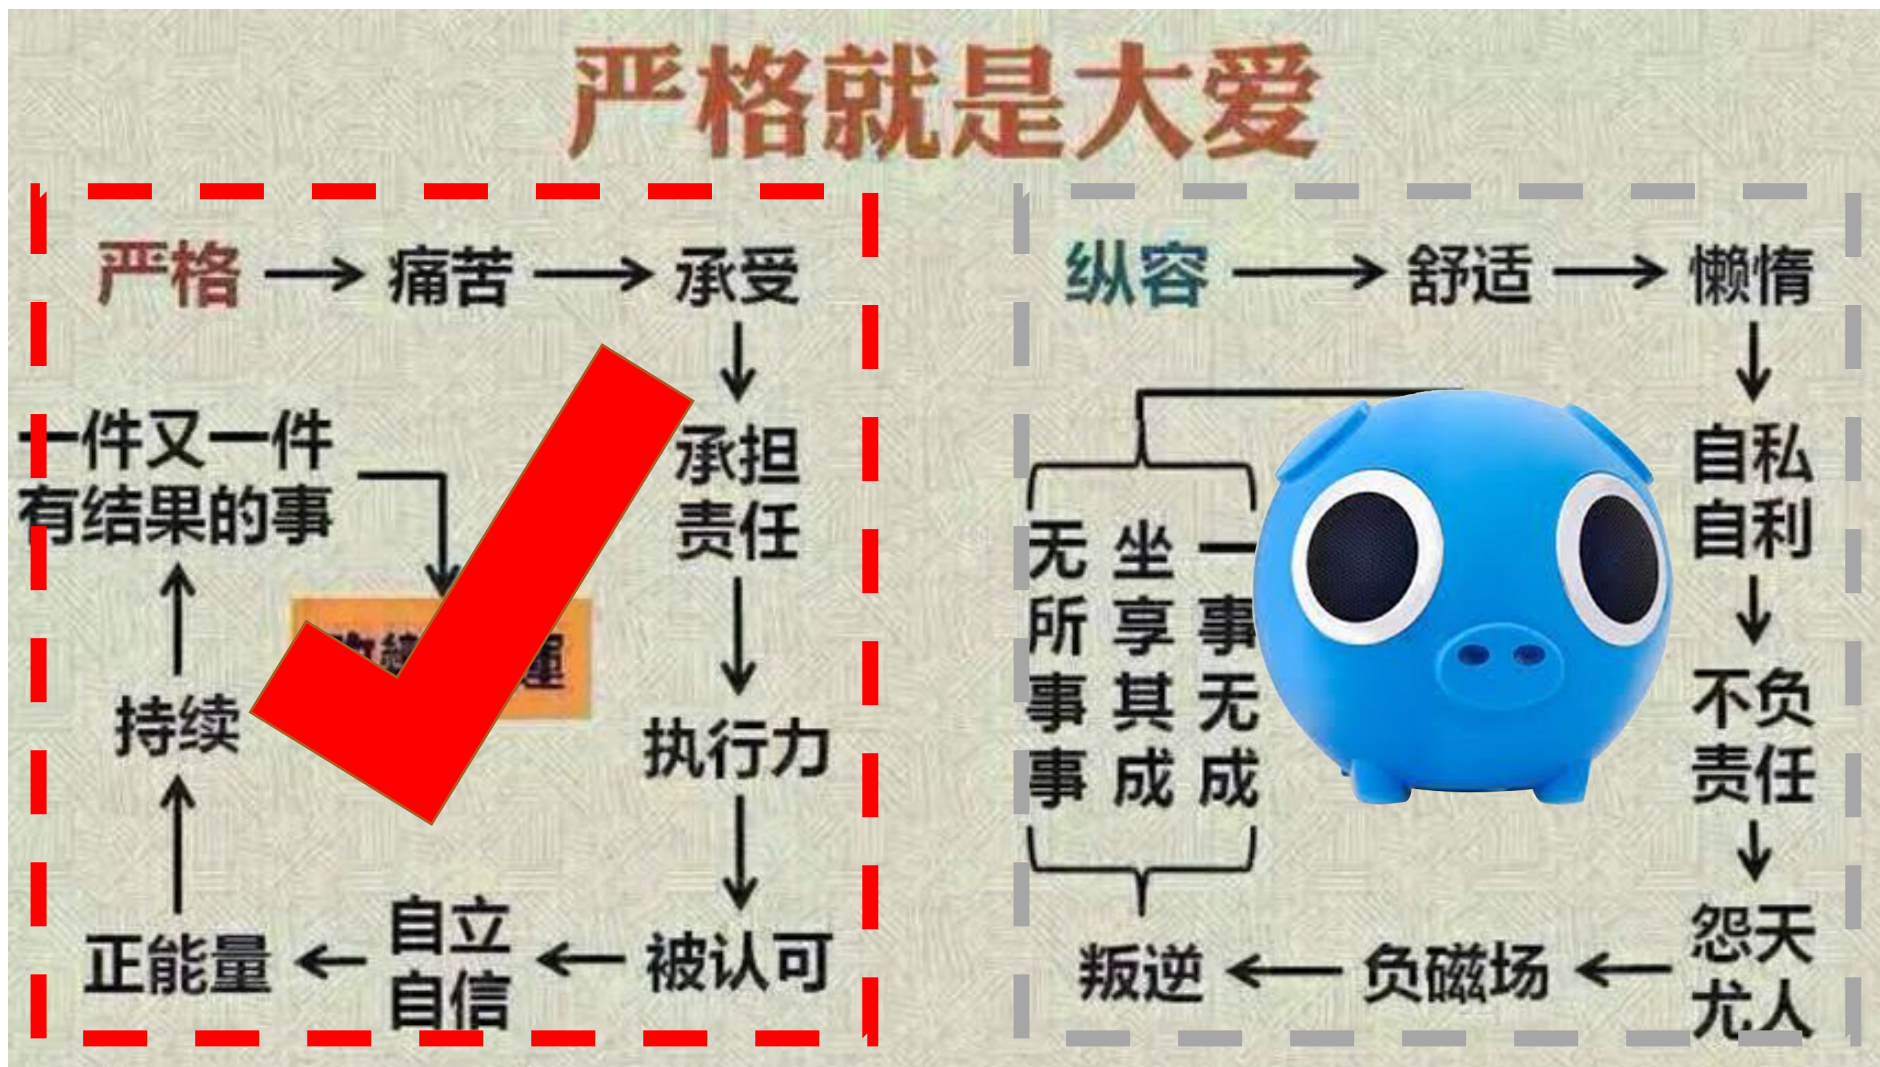 严格就是大爱
严格
痛苦
承受
承担
责任
执行力
被认可
自立
自信
正能量
持续
一件又一件
有结果的事
纵容
舒适
懒惰
自私
自利
不负
责任
怨天
尤人
负磁场
叛逆
无所事事
坐享其成
一事无成